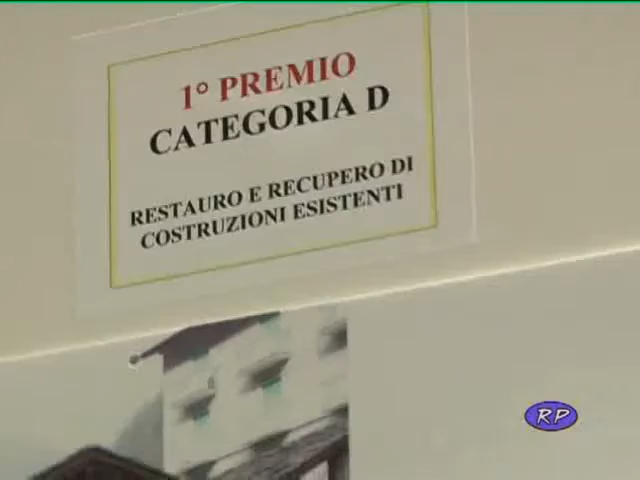 1° PREMIO
CATEGORIA D
RESTAURO E RECUPERO DI
COSTRUZIONI ESISTENTI
RP